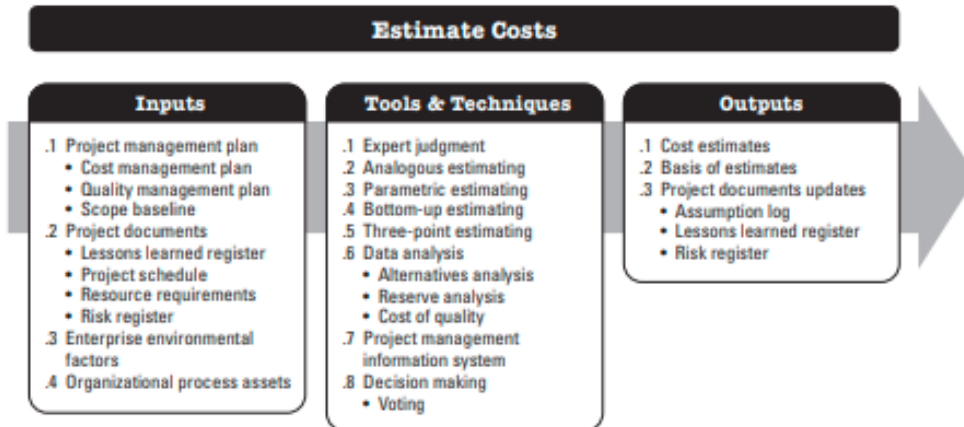 Estimate Costs
Inputs
.1 Project management plan
• Cost management plan
• Quality management plan
• Scope baseline
.2 Project documents
• Lessons learned register
• Project schedule
• Resource requirements
• Risk register
.3 Enterprise environmental
factors
.4 Organizational process assets
Tools & Techniques
.1 Expert judgment
.2 Analogous estimating
.3 Parametric estimating
.4 Bottom-up estimating
.5 Three-point estimating
.6 Data analysis
• Alternatives analysis
• Reserve analysis
• Cost of quality
.7 Project management
information system
.8 Decision making
• Voting
Outputs
.1 Cost estimates
.2 Basis of estimates
.3 Project documents updates
• Assumption log
• Lessons learned register
• Risk register